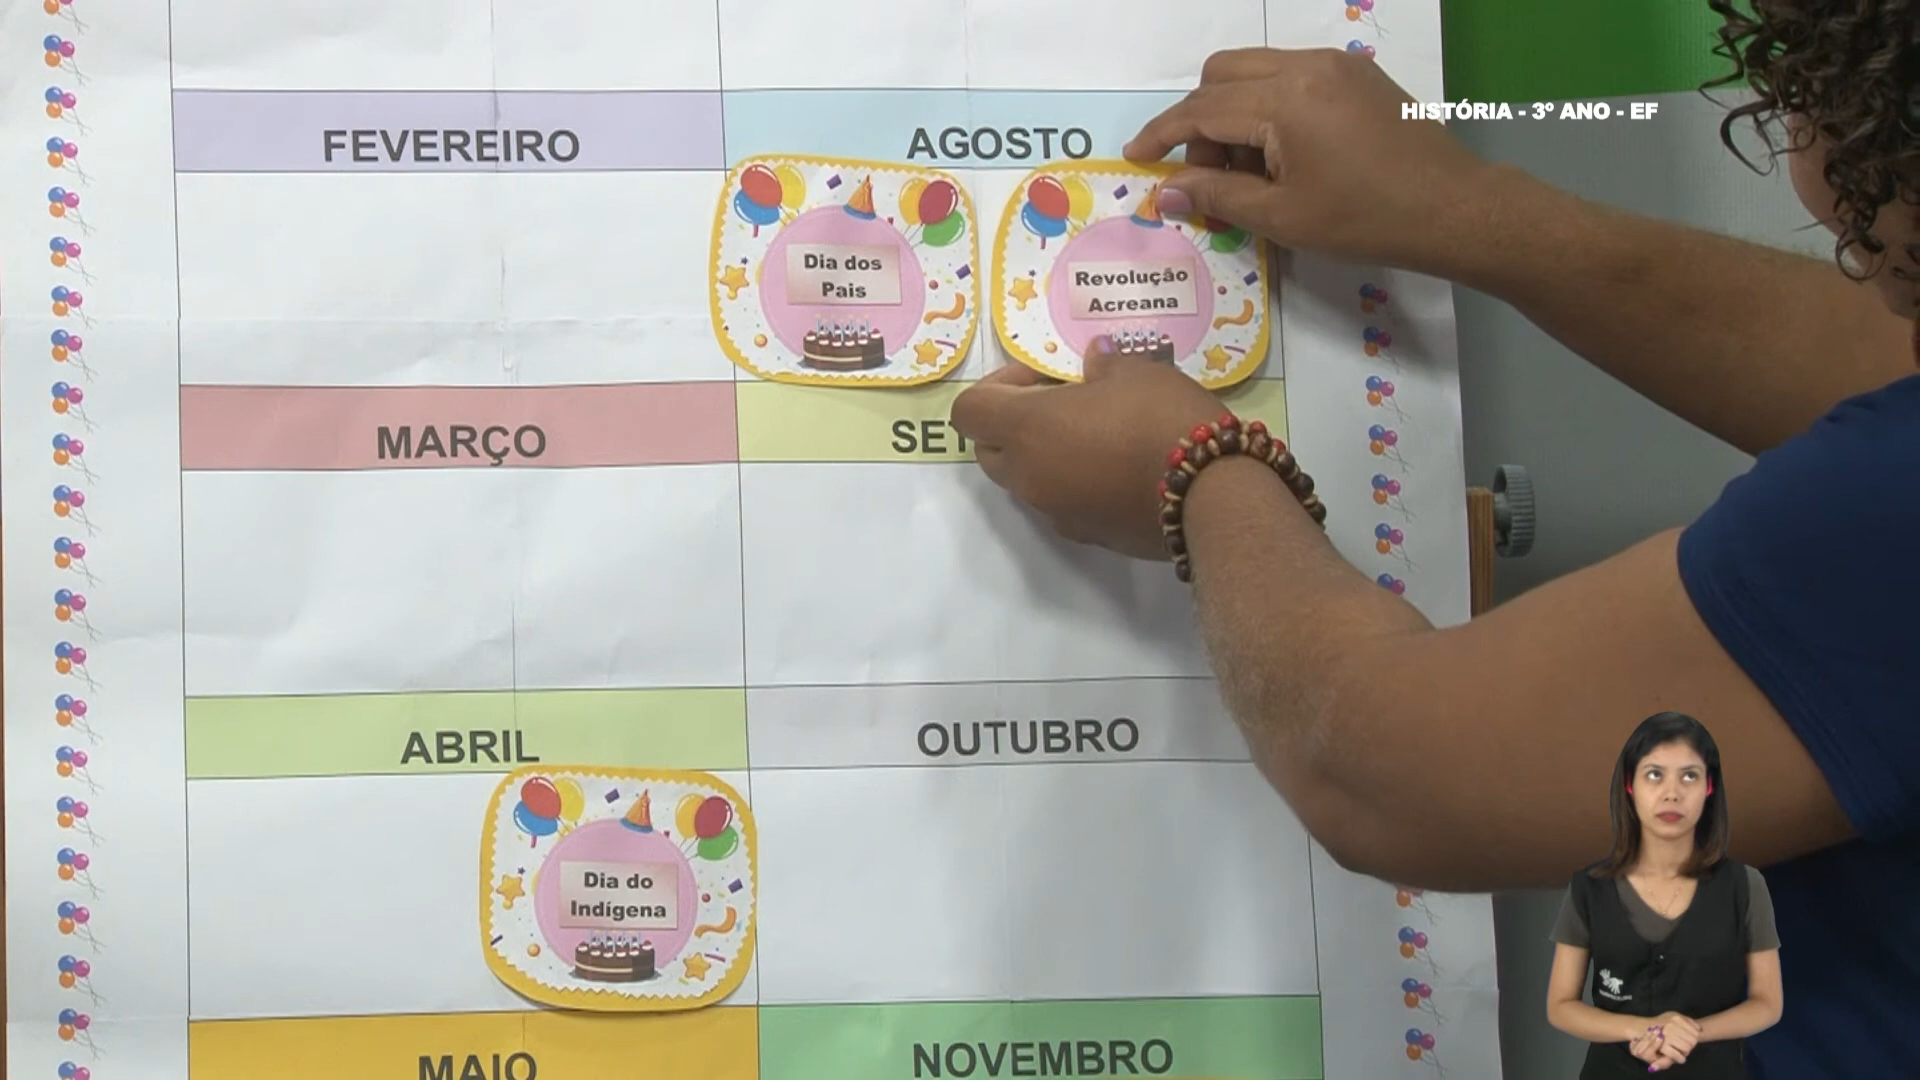 HISTÓRIA - 3º ANO - EF
FEVEREIRO
AGOSTO
Dia dos
Pais
Revolução
Acreana
MARÇO
SET
ABRIL
OUTUBRO
Dia do
Indígena
MAIO
NOVEMBRO